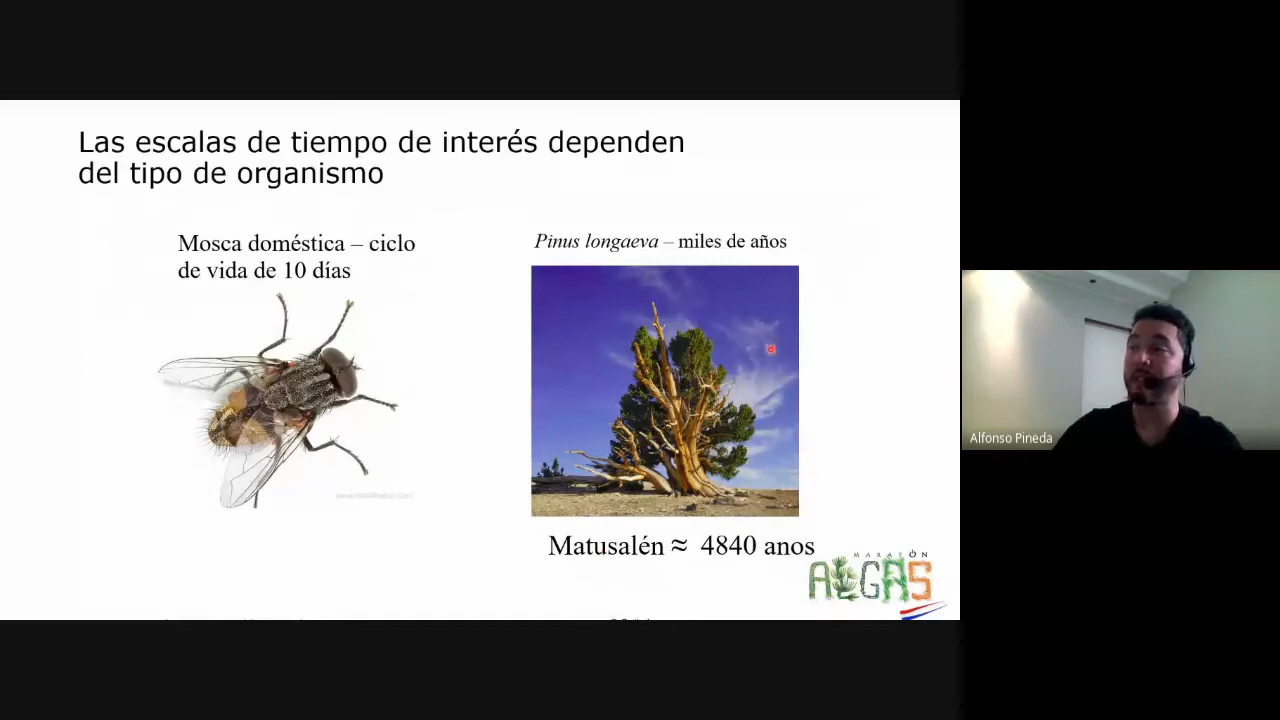 Las escalas de tiempo de interés dependen
del tipo de organismo
Mosca doméstica – ciclo
de vida de 10 días
Pinus longaeva – miles de años
Matusalén ≈ 4840 anos
MARATÓN
ALGAS
Alfonso Pineda